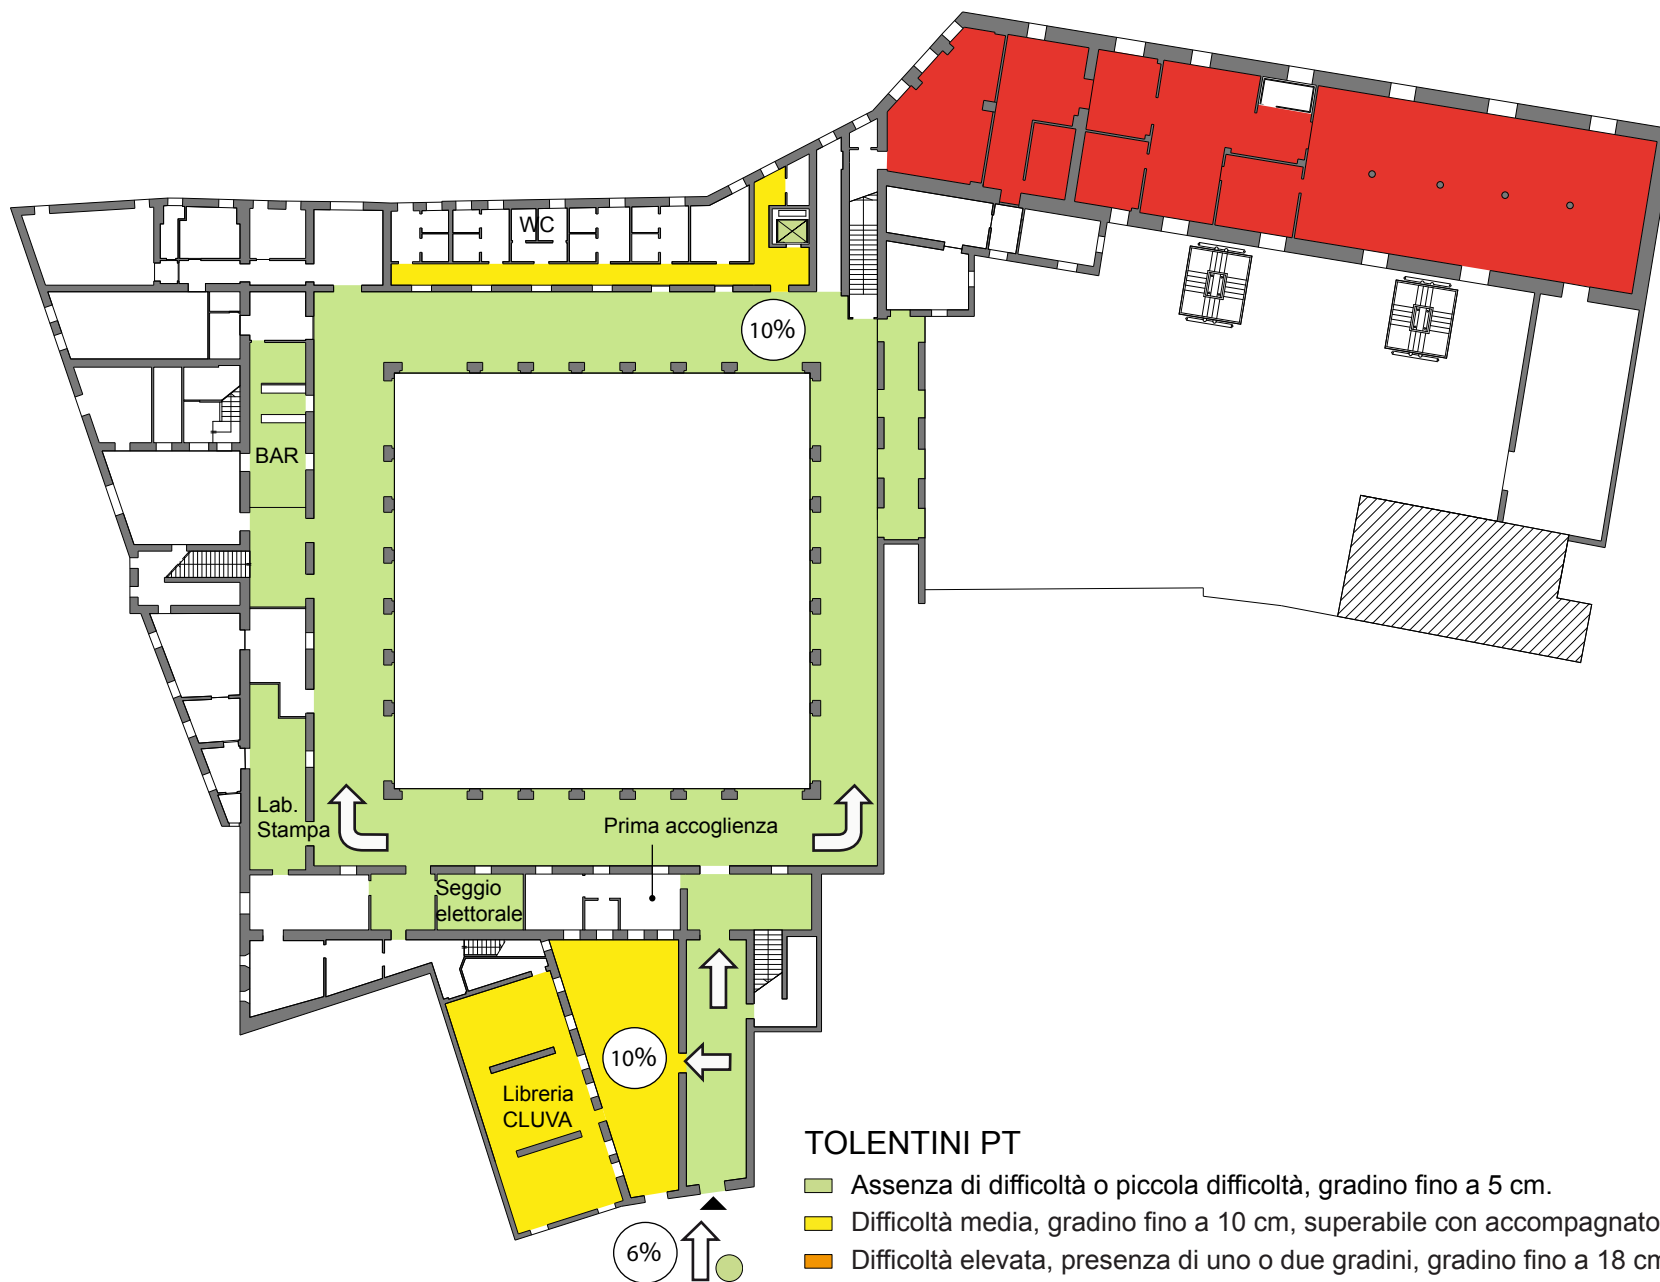 WC
10%
BAR
Lab.
Stampa
Prima accoglienza
Seggio
elettorale
10%
Libreria
CLUVA
6%
TOLENTINI PT
Assenza di difficoltà o piccola difficoltà, gradino fino a 5 cm.
Difficoltà media, gradino fino a 10 cm, superabile con accompagnato
Difficoltà elevata, presenza di uno o due gradini, gradino fino a 18 cm